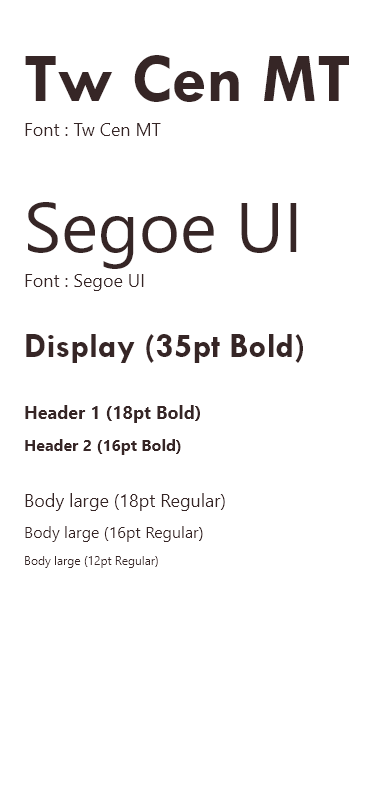 Tw Cen MT
Font : Tw Cen MT
Segoe UI
Font : Segoe UI
Display (35pt Bold)
Header 1 (18pt Bold)
Header 2 (16pt Bold)
Body large (18pt Regular)
Body large (16pt Regular)
Body large (12pt Regular)